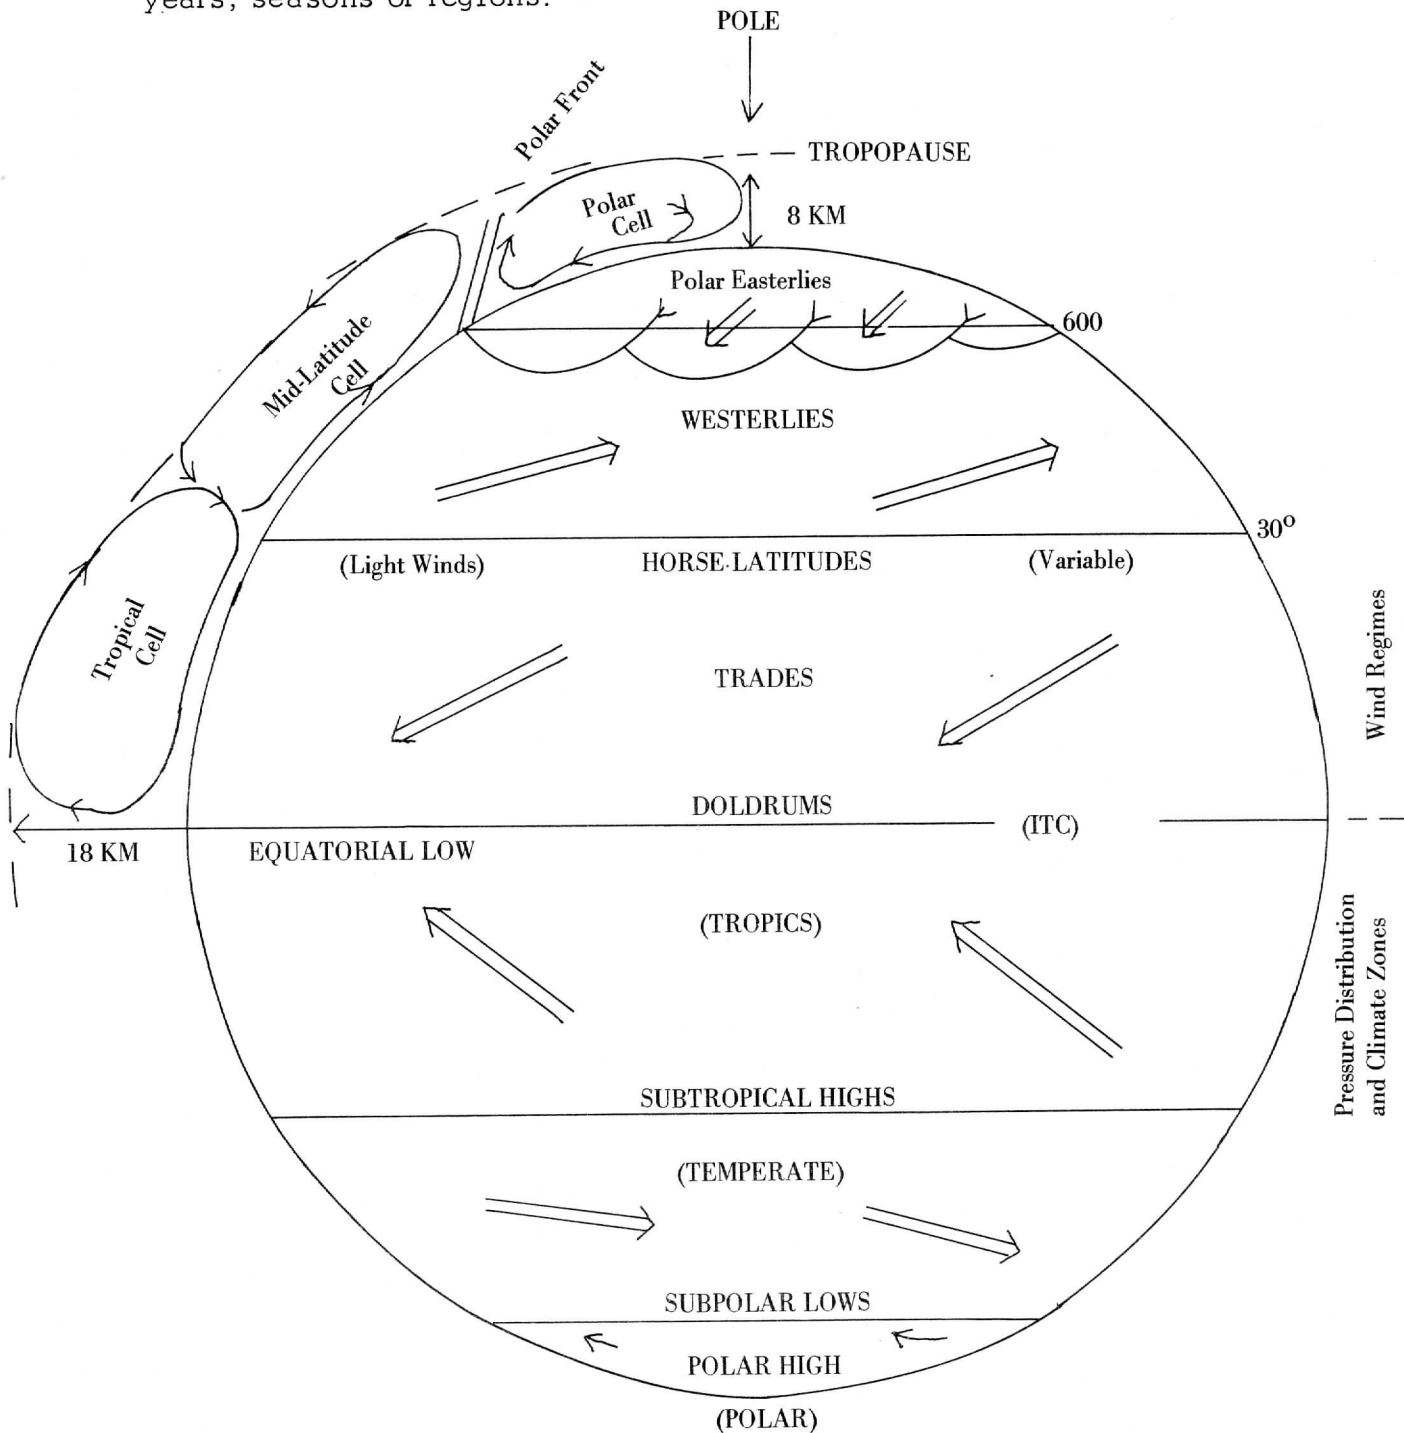 years, seasons or regions.
POLE
Polar Front
TROPOPAUSE
Polar
Cell
8 KM
Polar Easterlies
600
Mid-Latitude
Cell
WESTERLIES
30°
(Light Winds)
HORSE-LATITUDES
(Variable)
Tropical
Cell
TRADES
Wind Regimes
DOLDRUMS
(ITC)
18 KM
EQUATORIAL LOW
(TROPICS)
Pressure Distribution
and Climate Zones
SUBTROPICAL HIGHS
(TEMPERATE)
SUBPOLAR LOWS
POLAR HIGH
(POLAR)